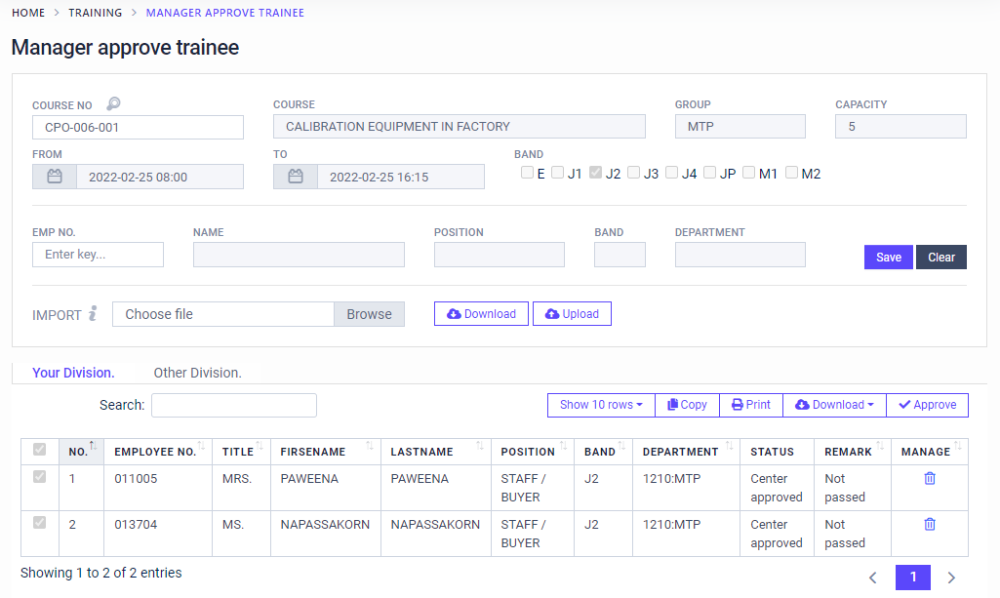 HOME > TRAINING > MANAGER APPROVE TRAINEE
Manager approve trainee
COURSE NO
COURSE
GROUP
CAPACITY
CPO-006-001
CALIBRATION EQUIPMENT IN FACTORY
MTP
5
FROM
TO
BAND
2022-02-25 08:00
2022-02-25 16:15
E J1 J2 J3 J4 JP M1 M2
EMP NO.
NAME
POSITION
BAND
DEPARTMENT
Enter key...
Save
Clear
IMPORT
Choose file
Browse
Download
Upload
Your Division.
Other Division.
Search:
Show 10 rows
Copy
Print
Download
Approve
NO. EMPLOYEE NO. TITLE FIRSENAME LASTNAME POSITION BAND DEPARTMENT STATUS REMARK MANAGE
1 011005 MRS. PAWEENA PAWEENA STAFF / J2 1210:MTP Center Not
BUYER approved passed
2 013704 MS. NAPASSAKORN NAPASSAKORN STAFF / J2 1210:MTP Center Not
BUYER approved passed
Showing 1 to 2 of 2 entries
1